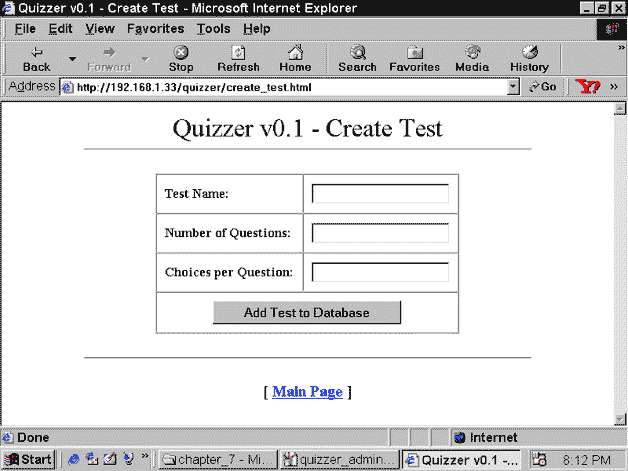 Quizzer v0.1 - Create Test - Microsoft Internet Explorer
File Edit View Favorites Tools Help
Back Forward Stop Refresh Home Search Favorites Media History »
Address http://192.168.1.33/quizzer/create_test.html Go Y! »
Quizzer v0.1 - Create Test
Test Name:
Number of Questions:
Choices per Question:
Add Test to Database
[ Main Page ]
Done Internet
Start » chapter_7 - Mi... quizzer_admin... Quizzer v0.1 -... 8:12 PM